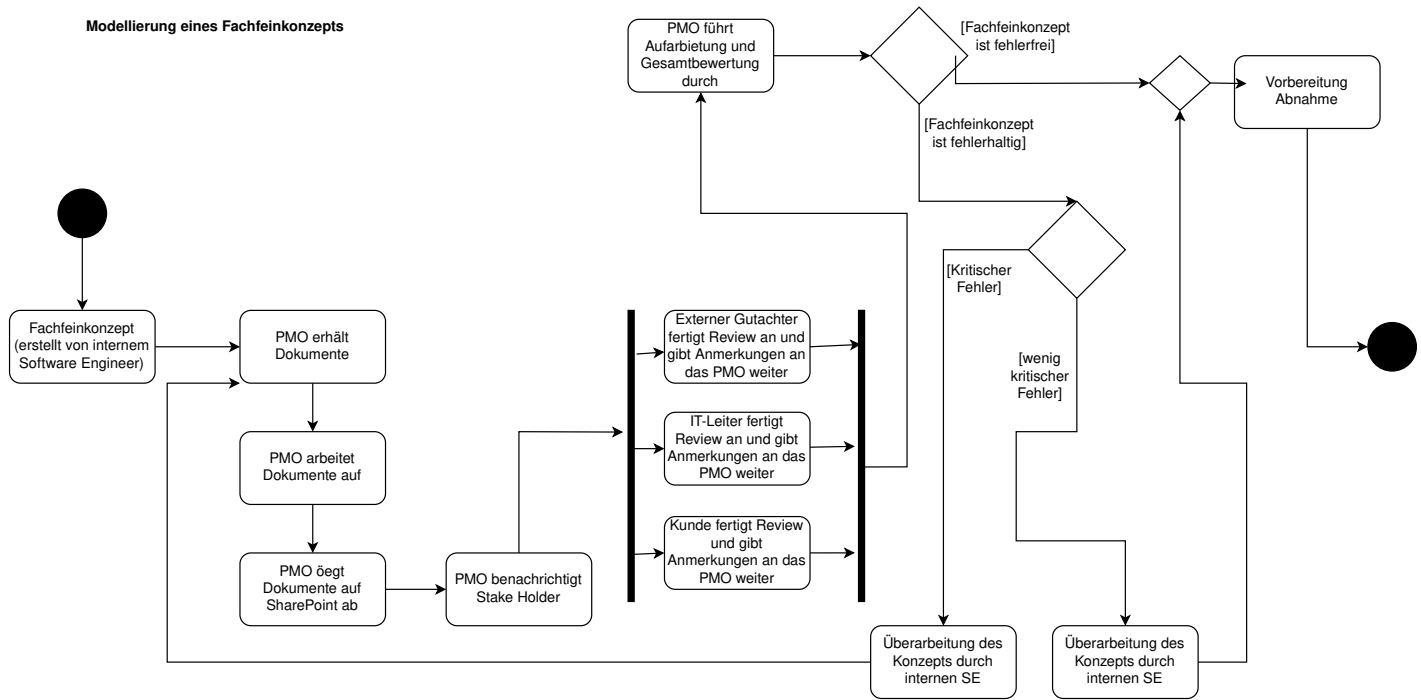 Modellierung eines Fachfeinkonzepts
PMO führt
Aufarbietung und
Gesamtbewertung
durch
[Fachfeinkonzept
ist fehlerfrei]
Vorbereitung
Abnahme
[Fachfeinkonzept
ist fehlerhaltig]
[Kritischer
Fehler]
[wenig
kritischer
Fehler]
Fachfeinkonzept
(erstellt von internem
Software Engineer)
PMO erhält
Dokumente
PMO arbeitet
Dokumente auf
PMO öegt
Dokumente auf
SharePoint ab
PMO benachrichtigt
Stake Holder
Externer Gutachter
fertigt Review an und
gibt Anmerkungen an
das PMO weiter
IT-Leiter fertigt
Review an und gibt
Anmerkungen an das
PMO weiter
Kunde fertigt Review
und gibt
Anmerkungen an das
PMO weiter
Überarbeitung des
Konzepts durch
internen SE
Überarbeitung des
Konzepts durch
internen SE